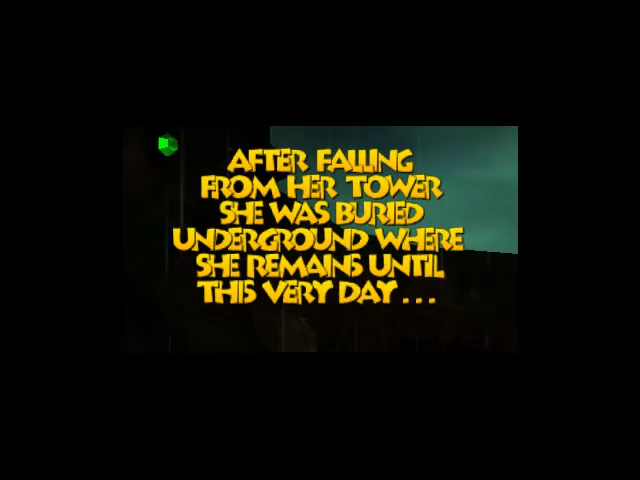 AFTER FALLING
FROM HER TOWER
SHE WAS BURIED
UNDERGROUND WHERE
SHE REMAINS UNTIL
THIS VERY DAY . . .